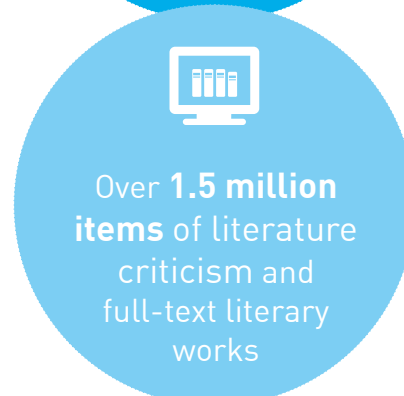 Over 1.5 million
items of literature
criticism and
full-text literary
works